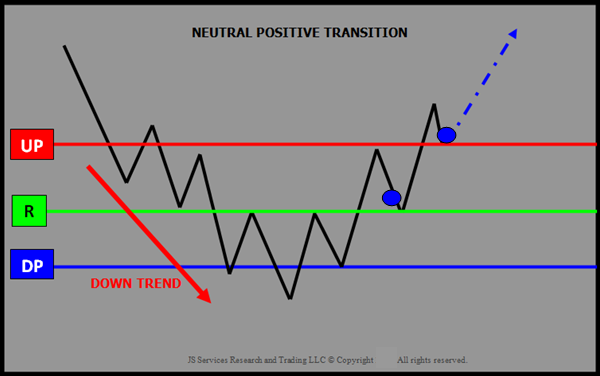 NEUTRAL POSITIVE TRANSITION
UP
R
DP
DOWN TREND
JS Services Research and Trading LLC © Copyright All rights reserved.